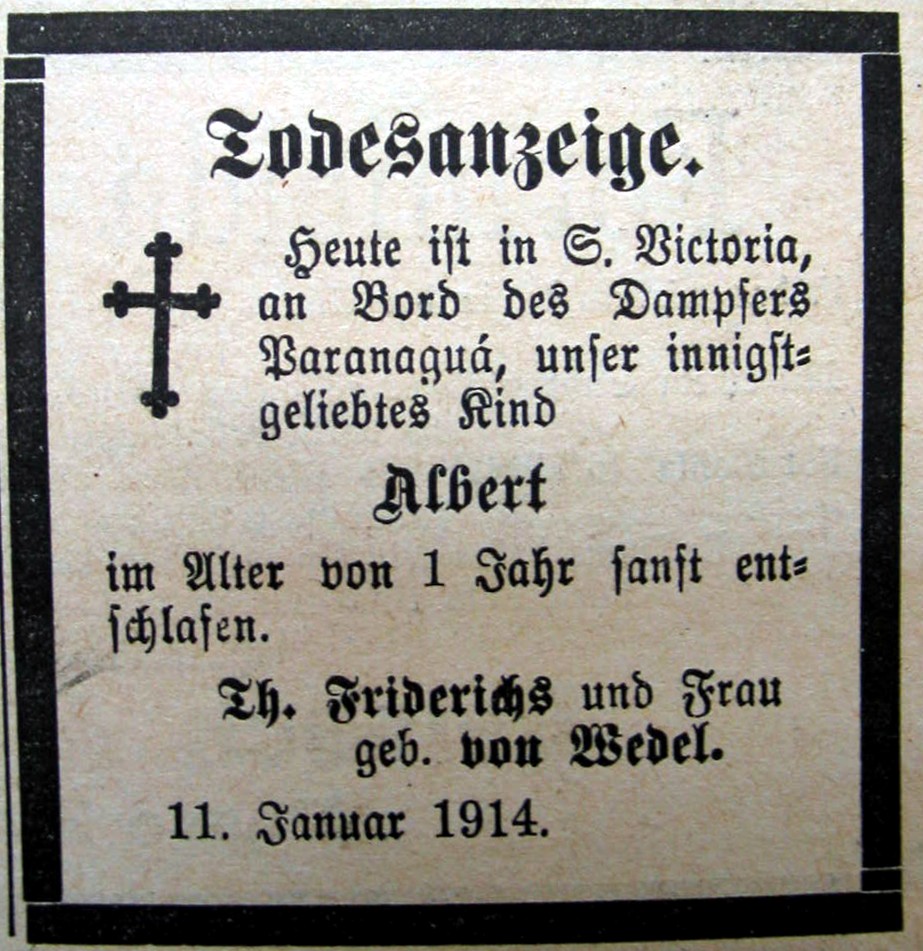 Todesanzeige.
Heute ist in S. Victoria,
an Bord des Dampfers
Paranaguá, unser innigst-
geliebtes Kind
Albert
im Alter von 1 Jahr sanft ent-
schlafen.
Th. Friderichs und Frau
geb. von Wedel.
11. Januar 1914.